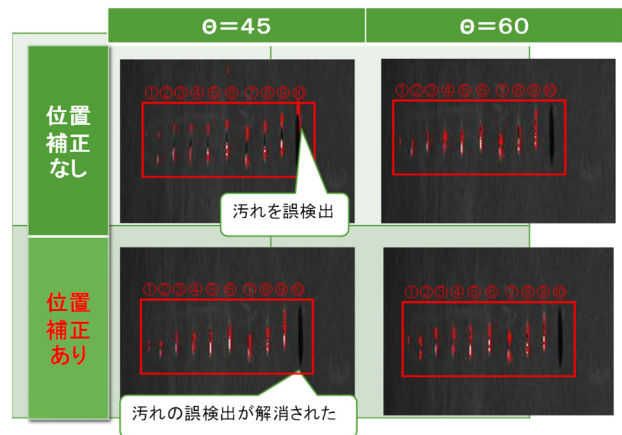 Θ=45
Θ=60
位置
補正
なし
①②③④⑤⑥⑦⑧⑨⑩
①②③④⑤⑥⑦⑧⑨⑩
汚れを誤検出
位置
補正
あり
①②③④⑤⑥⑦⑧⑨⑩
①②③④⑤⑥⑦⑧⑨⑩
汚れの誤検出が解消された